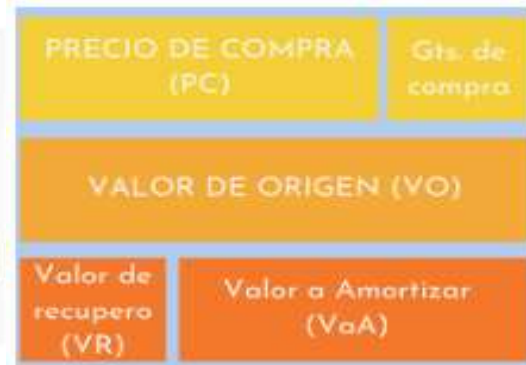 PRECIO DE COMPRA
(PC)
Gts. de
compra
VALOR DE ORIGEN (VO)
Valor de
recupero
(VR)
Valor a Amortizar
(VaA)